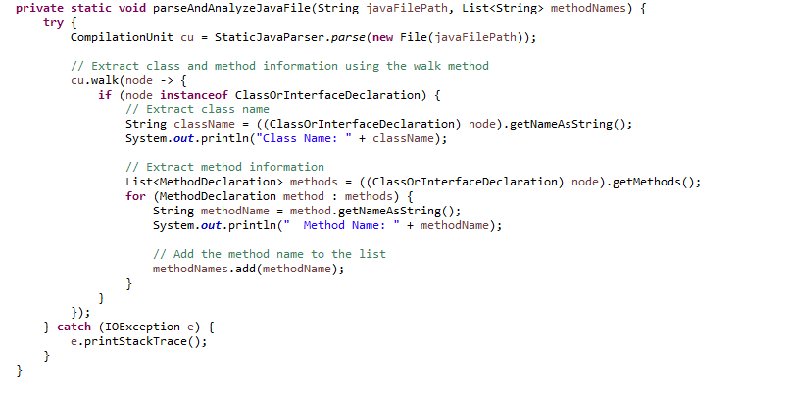 private static void parseAndAnalyzeJavaFile(String javaFilePath, List<String> methodNames) {
    try {
        CompilationUnit cu = StaticJavaParser.parse(new File(javaFilePath));

        // Extract class and method information using the walk method
        cu.walk(node -> {
            if (node instanceof ClassOrInterfaceDeclaration) {
                // Extract class name
                String className = ((ClassOrInterfaceDeclaration) node).getNameAsString();
                System.out.println("Class Name: " + className);

                // Extract method information
                List<MethodDeclaration> methods = ((ClassOrInterfaceDeclaration) node).getMethods();
                for (MethodDeclaration method : methods) {
                    String methodName = method.getNameAsString();
                    System.out.println("  Method Name: " + methodName);

                    // Add the method name to the list
                    methodNames.add(methodName);
                }
            }
        });
    } catch (IOException e) {
        e.printStackTrace();
    }
}